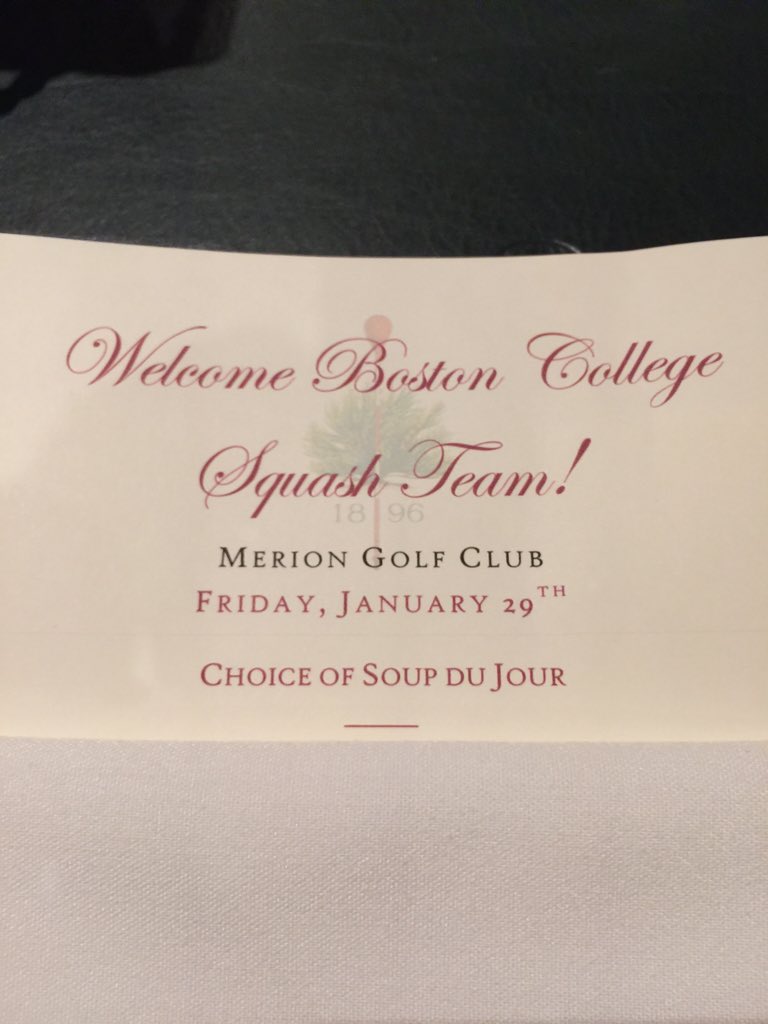 Welcome Boston College
Squash Team!
18 96
MERION GOLF CLUB
FRIDAY, JANUARY 29TH
CHOICE OF SOUP DU JOUR